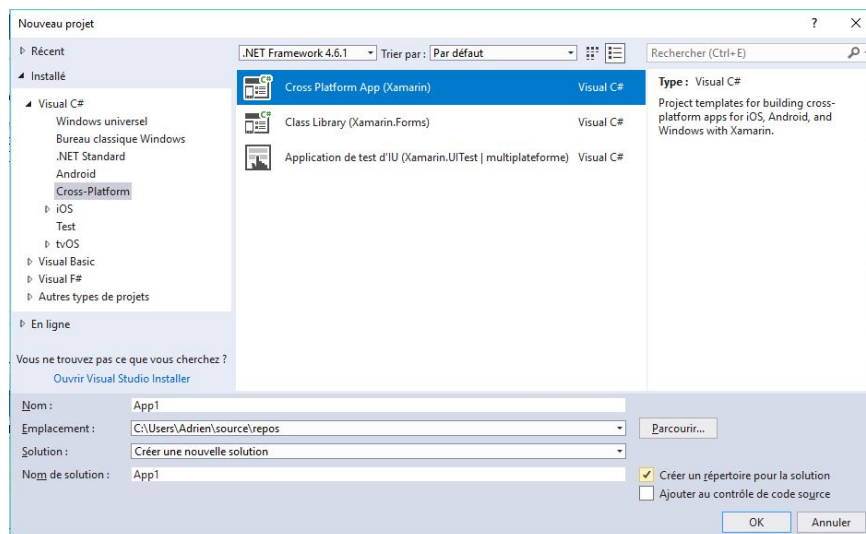 Nouveau projet
? ×
Récent
.NET Framework 4.6.1 Trier par : Par défaut
Rechercher (Ctrl+E)
Installé
Visual C#
Windows universel
Bureau classique Windows
.NET Standard
Android
Cross-Platform
iOS
Test
tvOS
Visual Basic
Visual F#
Autres types de projets
En ligne
Vous ne trouvez pas ce que vous cherchez ?
Ouvrir Visual Studio Installer
Cross Platform App (Xamarin) Visual C#
Class Library (Xamarin.Forms) Visual C#
Application de test d'IU (Xamarin.UITest | multiplateforme) Visual C#
Type : Visual C#
Project templates for building cross-
platform apps for iOS, Android, and
Windows with Xamarin.
Nom : App1
Emplacement : C:\Users\Adrien\source\repos Parcourir...
Solution : Créer une nouvelle solution
Nom de solution : App1
Créer un répertoire pour la solution
Ajouter au contrôle de code source
OK Annuler